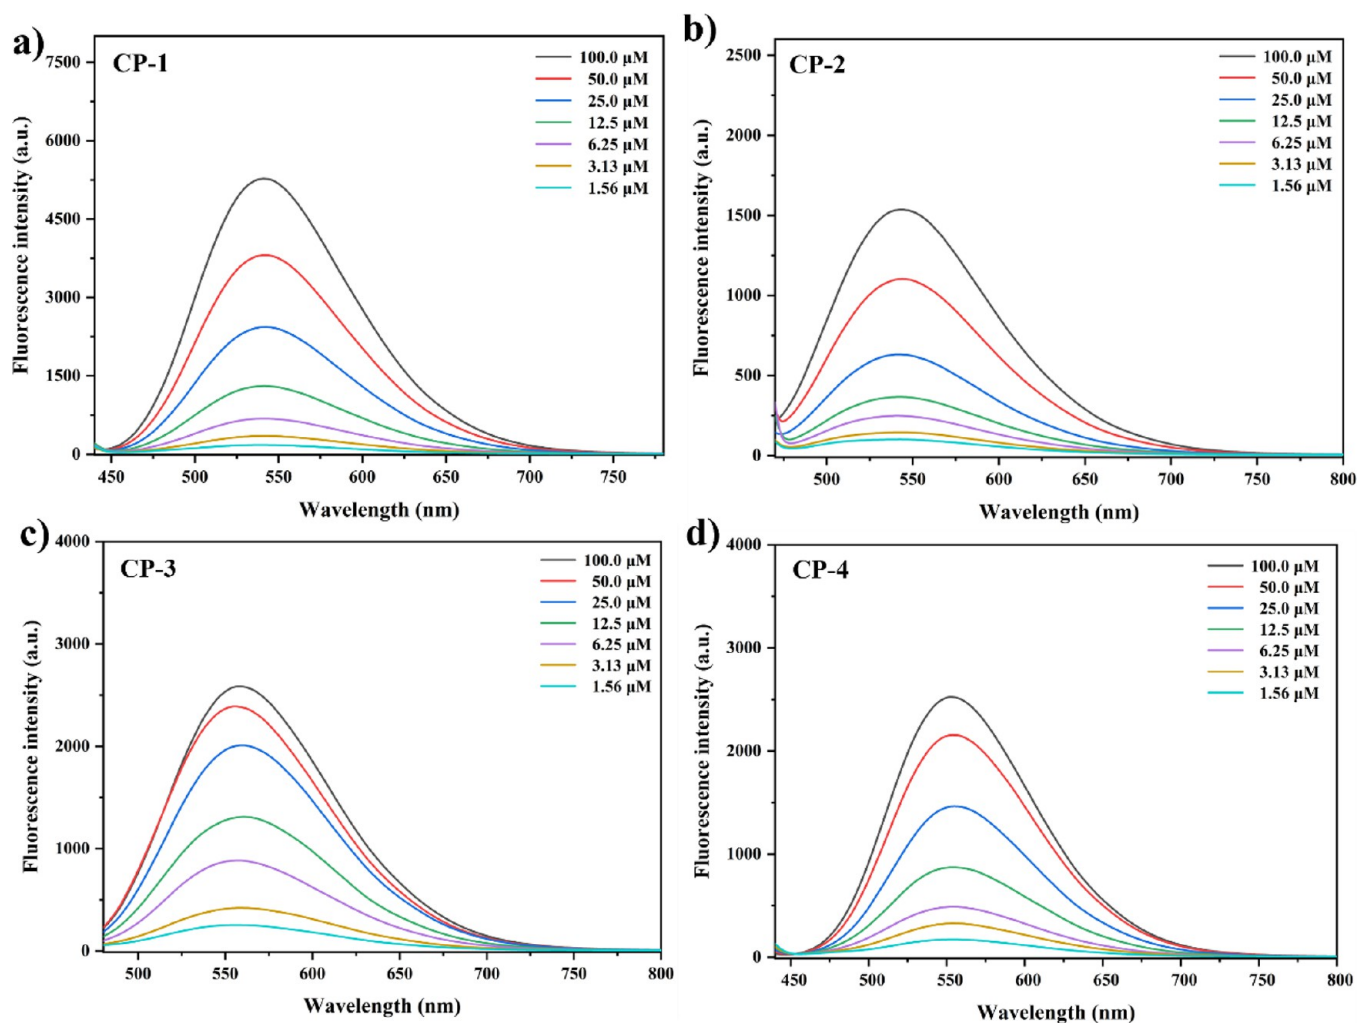 a)
CP-1
100.0 μM
50.0 μM
25.0 μM
12.5 μM
6.25 μM
3.13 μM
1.56 μM
7500
6000
4500
3000
1500
0
450
500
550
600
650
700
750
Fluorescence intensity (a.u.)
Wavelength (nm)
b)
CP-2
100.0 μM
50.0 μM
25.0 μM
12.5 μM
6.25 μM
3.13 μM
1.56 μM
2500
2000
1500
1000
500
0
500
550
600
650
700
750
800
Fluorescence intensity (a.u.)
Wavelength (nm)
c)
CP-3
100.0 μM
50.0 μM
25.0 μM
12.5 μM
6.25 μM
3.13 μM
1.56 μM
4000
3000
2000
1000
0
500
550
600
650
700
750
800
Fluorescence intensity (a.u.)
Wavelength (nm)
d)
CP-4
100.0 μM
50.0 μM
25.0 μM
12.5 μM
6.25 μM
3.13 μM
1.56 μM
4000
3000
2000
1000
0
450
500
550
600
650
700
750
800
Fluorescence intensity (a.u.)
Wavelength (nm)